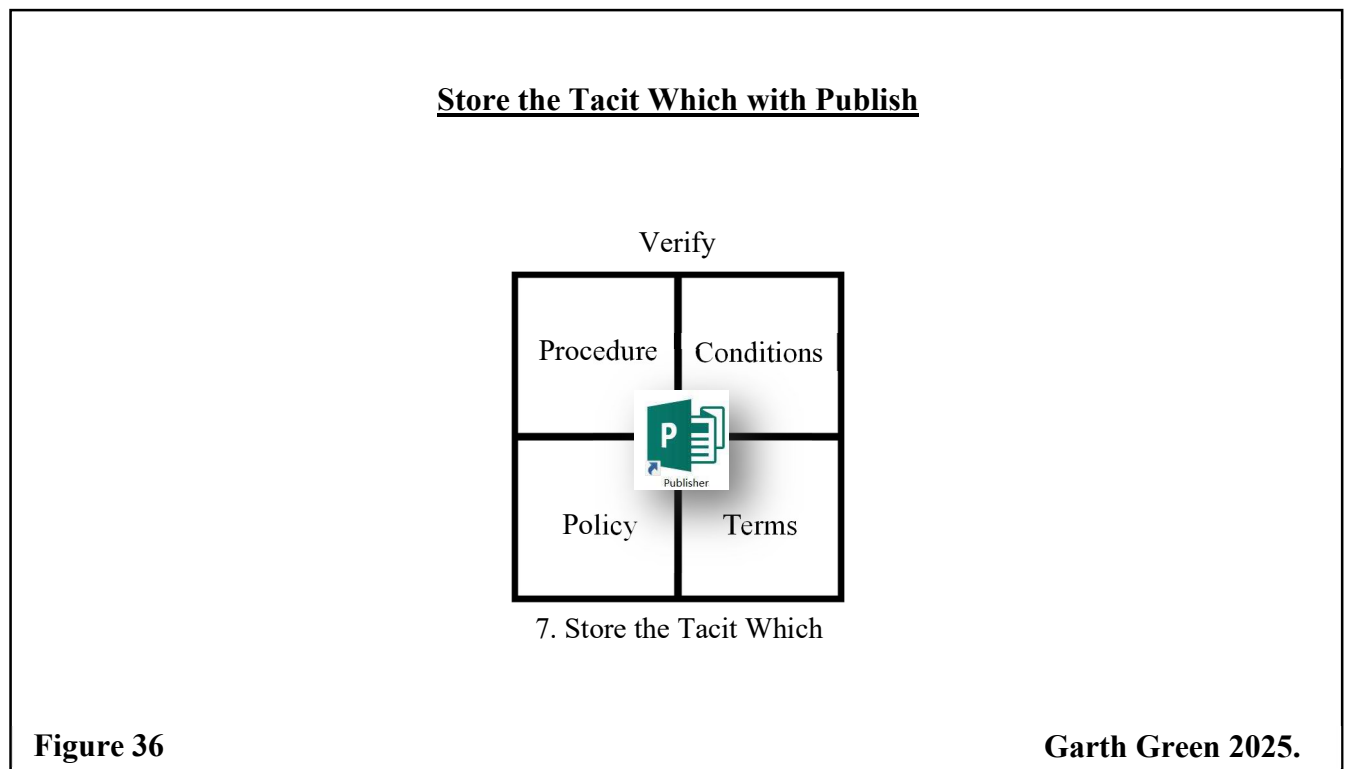 Store the Tacit Which with Publish
Verify
Procedure Conditions
P
Publisher
Policy Terms
7. Store the Tacit Which
Figure 36 Garth Green 2025.